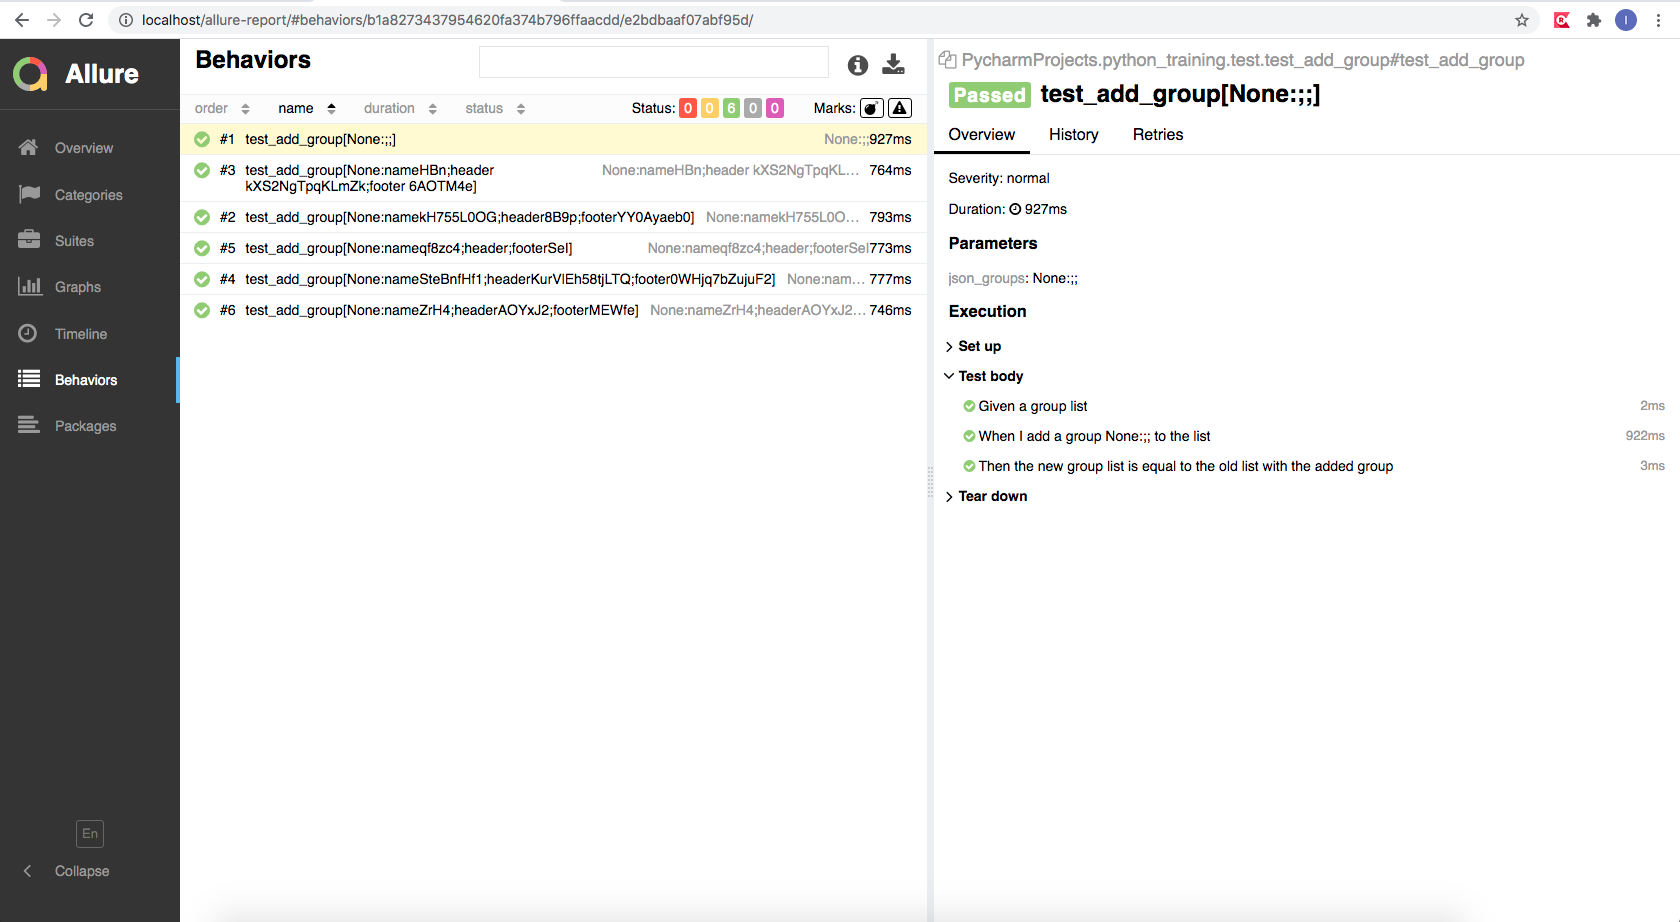 localhost/allure-report/#behaviors/b1a8273437954620fa374b796ffaacdd/e2bdbaaf07abf95d/
I
Allure
Overview
Categories
Suites
Graphs
Timeline
Behaviors
Packages
En
Collapse
Behaviors
order name duration status Status: 0 0 6 0 0 Marks:
#1 test_add_group[None:;;] None:;; 927ms
#3 test_add_group[None:nameHBn;header kXS2NgTpqKLmZk;footer 6AOTM4e] None:nameHBn;header kXS2NgTpqKL... 764ms
#2 test_add_group[None:namekH755L0OG;header8B9p;footerYY0Ayaeb0] None:namekH755L0O... 793ms
#5 test_add_group[None:nameqf8zc4;header;footerSel] None:nameqf8zc4;header;footerSel 773ms
#4 test_add_group[None:nameSteBnfHf1;headerKurVlEh58tjLTQ;footer0WHjq7bZujuF2] None:nam... 777ms
#6 test_add_group[None:nameZrH4;headerAOYxJ2;footerMEWfe] None:nameZrH4;headerAOYxJ2... 746ms
PycharmProjects.python_training.test.test_add_group#test_add_group
Passed test_add_group[None:;;]
Overview History Retries
Severity: normal
Duration: 927ms
Parameters
json_groups: None:;;
Execution
Set up
Test body
Given a group list 2ms
When I add a group None:;; to the list 922ms
Then the new group list is equal to the old list with the added group 3ms
Tear down